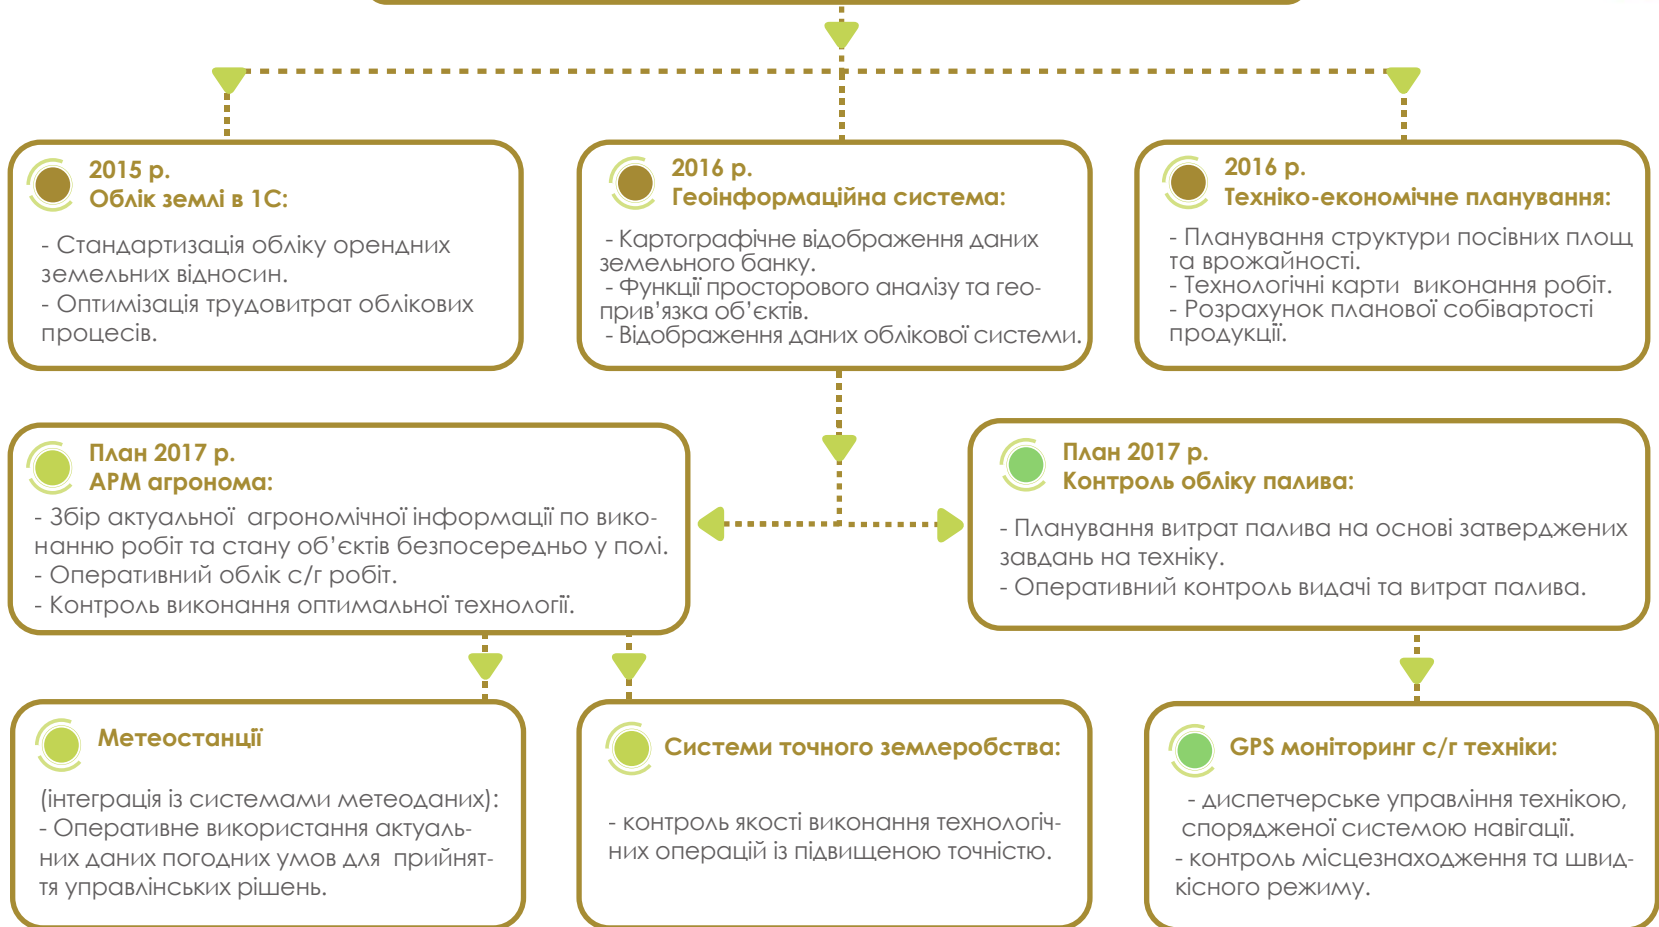 2015 р.
Облік землі в 1С:
- Стандартизація обліку орендних
земельних відносин.
- Оптимізація трудовитрат облікових
процесів.
2016 р.
Геоінформаційна система:
- Картографічне відображення даних
земельного банку.
- Функції просторового аналізу та гео-
прив’язка об’єктів.
- Відображення даних облікової системи.
2016 р.
Техніко-економічне планування:
- Планування структури посівних площ
та врожайності.
- Технологічні карти виконання робіт.
- Розрахунок планової собівартості
продукції.
План 2017 р.
АРМ агронома:
- Збір актуальної агрономічної інформації по вико-
нанню робіт та стану об’єктів безпосередньо у полі.
- Оперативний облік с/г робіт.
- Контроль виконання оптимальної технології.
План 2017 р.
Контроль обліку палива:
- Планування витрат палива на основі затверджених
завдань на техніку.
- Оперативний контроль видачі та витрат палива.
Метеостанції
(інтеграція із системами метеоданих):
- Оперативне використання актуаль-
них даних погодних умов для прийнят-
тя управлінських рішень.
Системи точного землеробства:
- контроль якості виконання технологіч-
них операцій із підвищеною точністю.
GPS моніторинг с/г техніки:
- диспетчерське управління технікою,
спорядженої системою навігації.
- контроль місцезнаходження та швид-
кісного режиму.